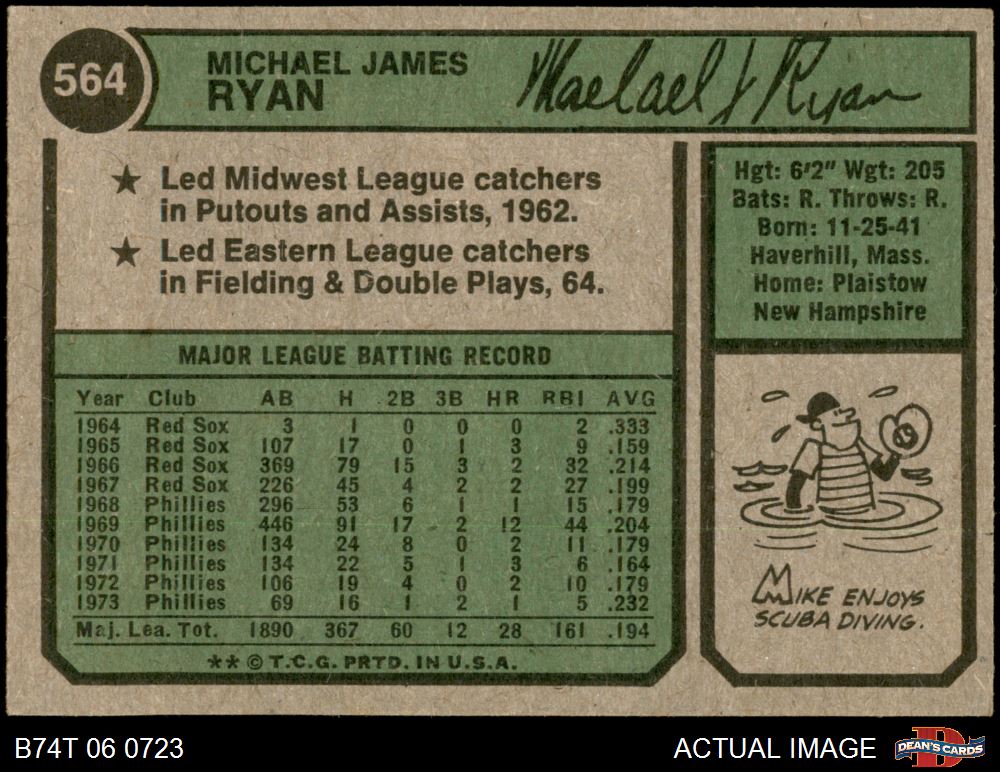 564
MICHAEL JAMES
RYAN
Michael J Ryan
★ Led Midwest League catchers
in Putouts and Assists, 1962.
★ Led Eastern League catchers
in Fielding & Double Plays, 64.
Hgt: 6'2" Wgt: 205
Bats: R. Throws: R.
Born: 11-25-41
Haverhill, Mass.
Home: Plaistow
New Hampshire
MAJOR LEAGUE BATTING RECORD
Year Club AB H 2B 3B HR RBI AVG
1964 Red Sox 3 1 0 0 0 2 .333
1965 Red Sox 107 17 0 1 3 9 .159
1966 Red Sox 369 79 15 3 2 32 .214
1967 Red Sox 226 45 4 2 2 27 .199
1968 Phillies 296 53 6 1 1 15 .179
1969 Phillies 446 91 17 2 12 44 .204
1970 Phillies 134 24 8 0 2 11 .179
1971 Phillies 134 22 5 1 3 6 .164
1972 Phillies 106 19 4 0 2 10 .179
1973 Phillies 69 16 1 2 1 5 .232
Maj. Lea. Tot. 1890 367 60 12 28 161 .194
** © T.C.G. PRTD. IN U.S.A.
MIKE ENJOYS
SCUBA DIVING.
B74T 06 0723
ACTUAL IMAGE
D
DEAN'S CARDS